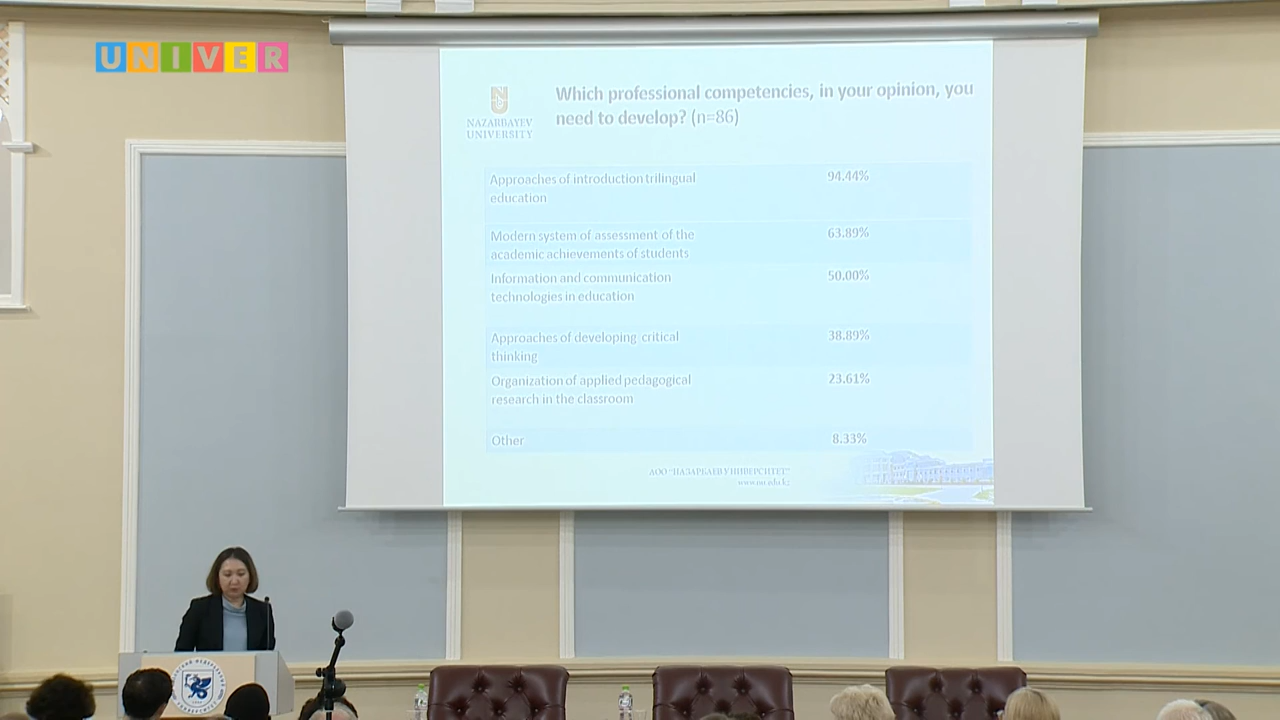 UNIVER
NAZARBAYEV
UNIVERSITY
Which professional competencies, in your opinion, you
need to develop? (n=86)
Approaches of introduction trilingual
education
94.44%
Modern system of assessment of the
academic achievements of students
63.89%
Information and communication
technologies in education
50.00%
Approaches of developing critical
thinking
38.89%
Organization of applied pedagogical
research in the classroom
23.61%
Other
8.33%
АОО "НАЗАРБАЕВ УНИВЕРСИТЕТ"
www.nu.edu.kz